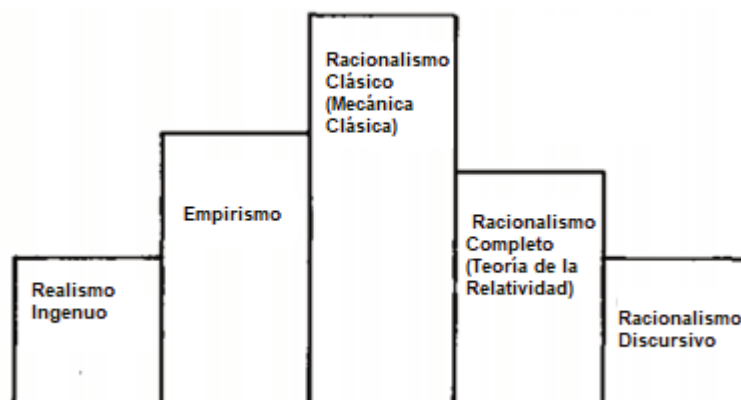 Realismo
Ingenuo
Empirismo
Racionalismo
Clásico
(Mecánica
Clásica)
Racionalismo
Completo
(Teoría de la
Relatividad)
Racionalismo
Discursivo